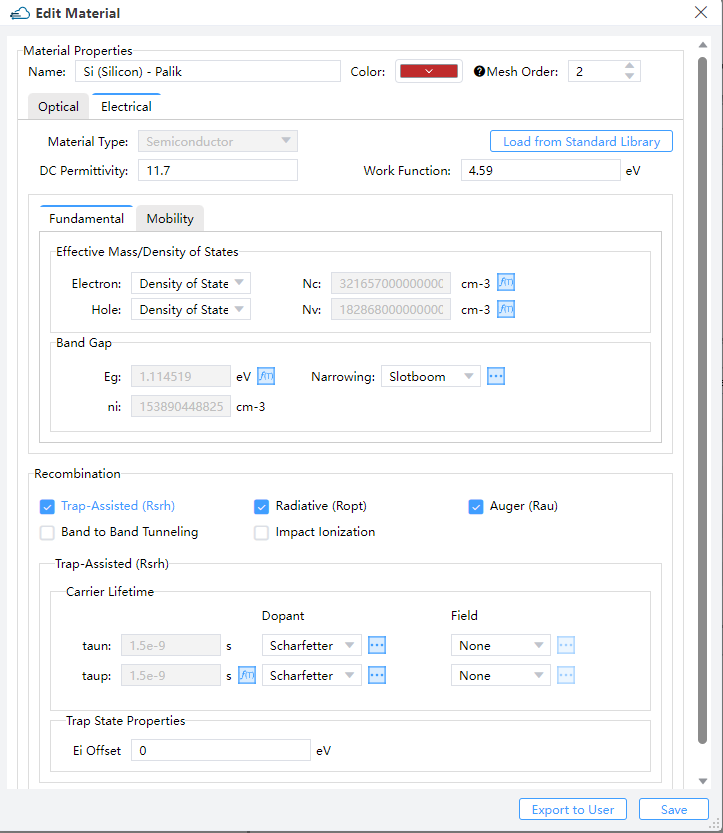 Edit Material
Material Properties
Name: Si (Silicon) - Palik Color: ?Mesh Order: 2
Optical Electrical
Material Type: Semiconductor Load from Standard Library
DC Permittivity: 11.7 Work Function: 4.59 eV
Fundamental Mobility
Effective Mass/Density of States
Electron: Density of State Nc: 321657000000000 cm-3 f(T)
Hole: Density of State Nv: 182868000000000 cm-3 f(T)
Band Gap
Eg: 1.114519 eV f(T) Narrowing: Slotboom ...
ni: 153890448825 cm-3
Recombination
Trap-Assisted (Rsrh) Radiative (Ropt) Auger (Rau)
Band to Band Tunneling Impact Ionization
Trap-Assisted (Rsrh)
Carrier Lifetime
Dopant Field
taun: 1.5e-9 s Scharfetter ... None ...
taup: 1.5e-9 s f(T) Scharfetter ... None ...
Trap State Properties
Ei Offset 0 eV
Export to User Save